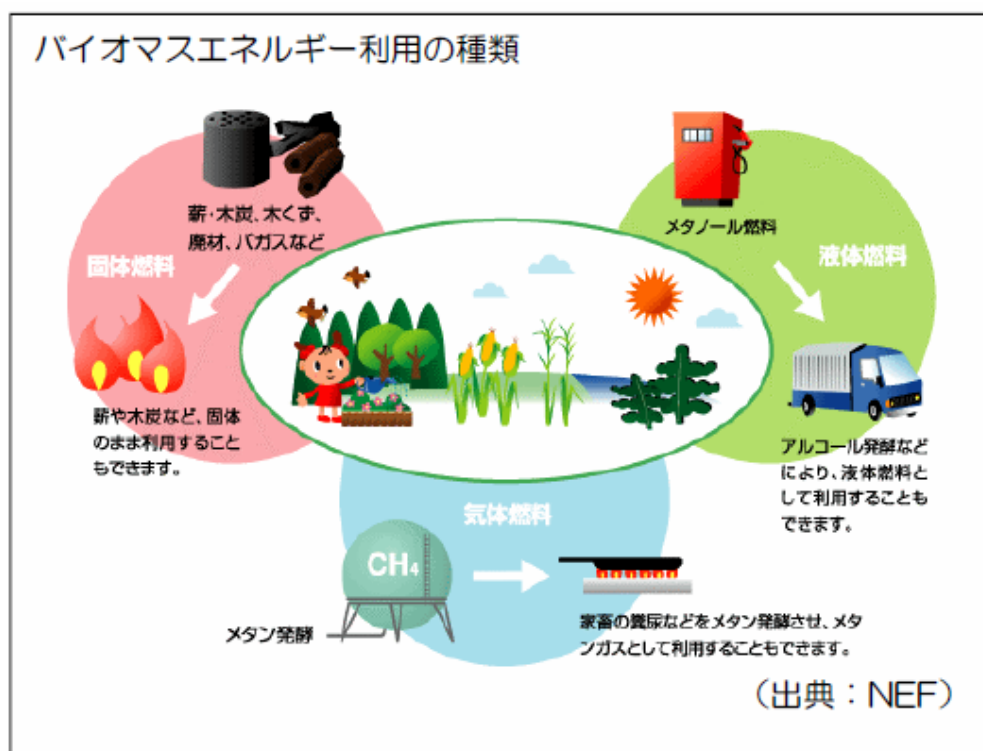 バイオマスエネルギー利用の種類
薪・木炭、木くず、
廃材、バガスなど
固体燃料
薪や木炭など、固体
のまま利用すること
もできます。
メタノール燃料
液体燃料
アルコール発酵など
により、液体燃料と
して利用することも
できます。
気体燃料
CH₄
メタン発酵
家畜の糞尿などをメタン発酵させ、メタ
ンガスとして利用することもできます。
（出典：NEF）